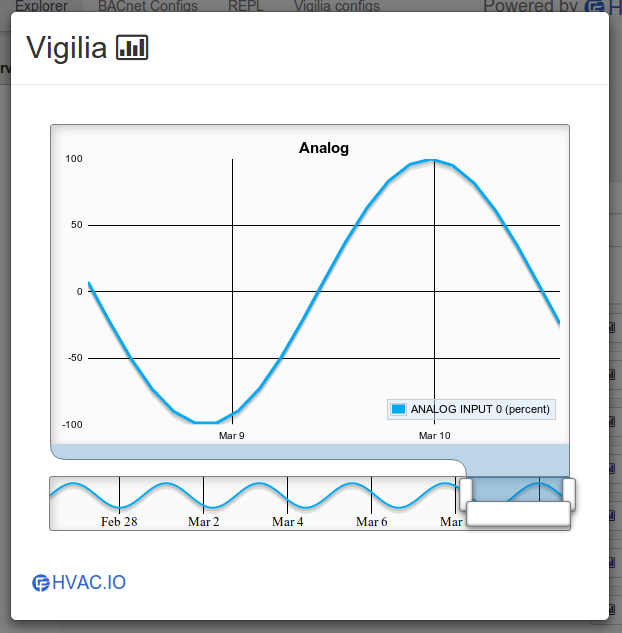 Explorer BACnet Configs REPL Vigilia configs Powered by
Vigilia
Analog
100
50
0
-50
-100
ANALOG INPUT 0 (percent)
Mar 9 Mar 10
Feb 28 Mar 2 Mar 4 Mar 6 Mar
HVAC.IO